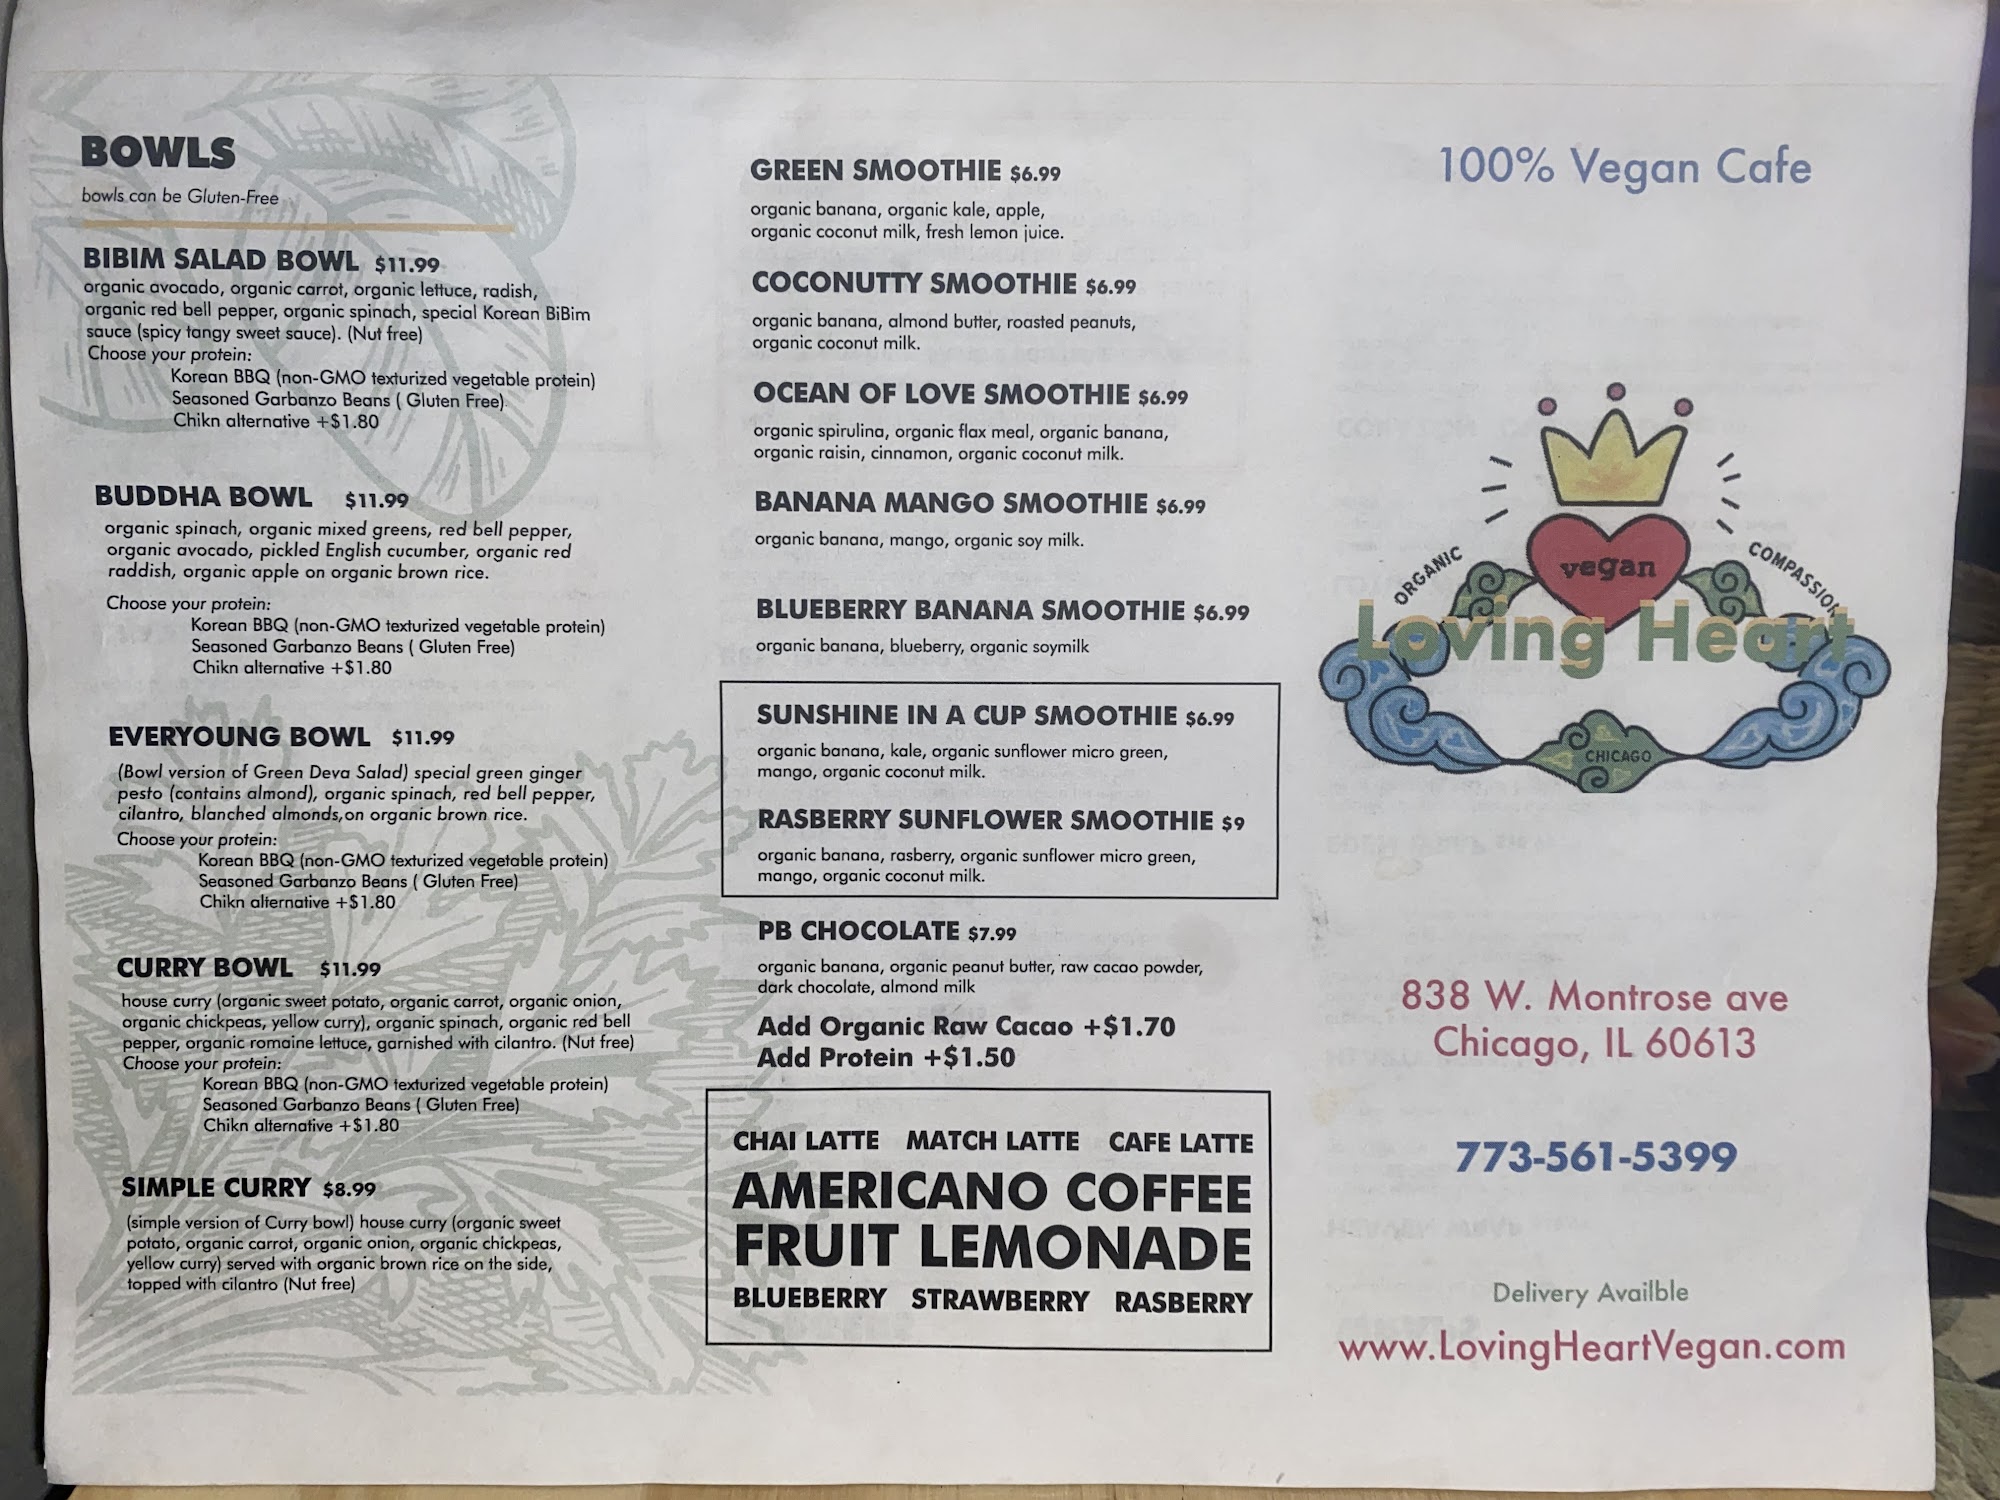 BOWLS
bowls can be Gluten-Free
BIBIM SALAD BOWL $11.99
organic avocado, organic carrot, organic lettuce, radish,
organic red bell pepper, organic spinach, special Korean BiBim
sauce (spicy tangy sweet sauce). (Nut free)
Choose your protein:
Korean BBQ (non-GMO texturized vegetable protein)
Seasoned Garbanzo Beans ( Gluten Free)
Chikn alternative +$1.80
BUDDHA BOWL $11.99
organic spinach, organic mixed greens, red bell pepper,
organic avocado, pickled English cucumber, organic red
raddish, organic apple on organic brown rice.
Choose your protein:
Korean BBQ (non-GMO texturized vegetable protein)
Seasoned Garbanzo Beans ( Gluten Free)
Chikn alternative +$1.80
EVERYOUNG BOWL $11.99
(Bowl version of Green Deva Salad) special green ginger
pesto (contains almond), organic spinach, red bell pepper,
cilantro, blanched almonds,on organic brown rice.
Choose your protein:
Korean BBQ (non-GMO texturized vegetable protein)
Seasoned Garbanzo Beans ( Gluten Free)
Chikn alternative +$1.80
CURRY BOWL $11.99
house curry (organic sweet potato, organic carrot, organic onion,
organic chickpeas, yellow curry), organic spinach, organic red bell
pepper, organic romaine lettuce, garnished with cilantro. (Nut free)
Choose your protein:
Korean BBQ (non-GMO texturized vegetable protein)
Seasoned Garbanzo Beans ( Gluten Free)
Chikn alternative +$1.80
SIMPLE CURRY $8.99
(simple version of Curry bowl) house curry (organic sweet
potato, organic carrot, organic onion, organic chickpeas,
yellow curry) served with organic brown rice on the side,
topped with cilantro (Nut free)
GREEN SMOOTHIE $6.99
organic banana, organic kale, apple,
organic coconut milk, fresh lemon juice.
COCONUTTY SMOOTHIE $6.99
organic banana, almond butter, roasted peanuts,
organic coconut milk.
OCEAN OF LOVE SMOOTHIE $6.99
organic spirulina, organic flax meal, organic banana,
organic raisin, cinnamon, organic coconut milk.
BANANA MANGO SMOOTHIE $6.99
organic banana, mango, organic soy milk.
BLUEBERRY BANANA SMOOTHIE $6.99
organic banana, blueberry, organic soymilk
SUNSHINE IN A CUP SMOOTHIE $6.99
organic banana, kale, organic sunflower micro green,
mango, organic coconut milk.
RASBERRY SUNFLOWER SMOOTHIE $9
organic banana, rasberry, organic sunflower micro green,
mango, organic coconut milk.
PB CHOCOLATE $7.99
organic banana, organic peanut butter, raw cacao powder,
dark chocolate, almond milk
Add Organic Raw Cacao +$1.70
Add Protein +$1.50
CHAI LATTE MATCH LATTE CAFE LATTE
AMERICANO COFFEE
FRUIT LEMONADE
BLUEBERRY STRAWBERRY RASBERRY
100% Vegan Cafe
ORGANIC vegan COMPASSION
Loving Heart
CHICAGO
838 W. Montrose ave
Chicago, IL 60613
773-561-5399
Delivery Availble
www.LovingHeartVegan.com